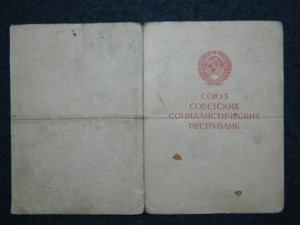 СОЮЗ
СОВЕТСКИХ
СОЦИАЛИСТИЧЕСКИХ
РЕСПУБЛИК